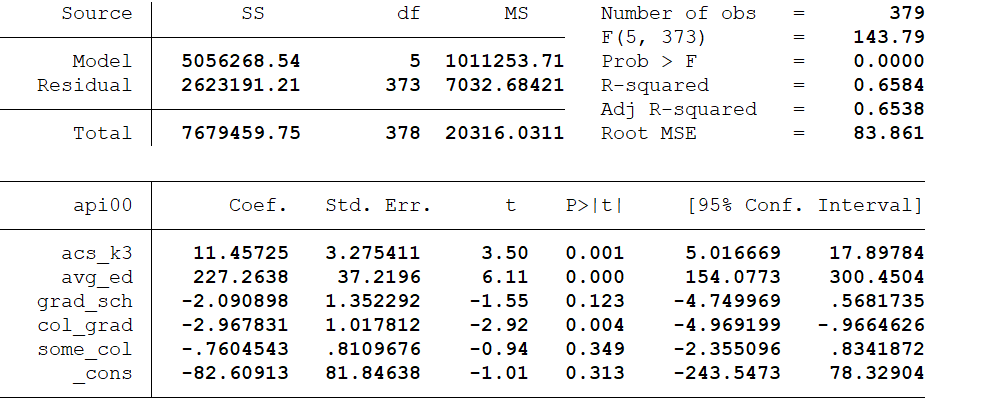 Source SS df MS Number of obs = 379
F(5, 373) = 143.79
Model 5056268.54 5 1011253.71 Prob > F = 0.0000
Residual 2623191.21 373 7032.68421 R-squared = 0.6584
Adj R-squared = 0.6538
Total 7679459.75 378 20316.0311 Root MSE = 83.861
api00 Coef. Std. Err. t P>|t| [95% Conf. Interval]
acs_k3 11.45725 3.275411 3.50 0.001 5.016669 17.89784
avg_ed 227.2638 37.2196 6.11 0.000 154.0773 300.4504
grad_sch -2.090898 1.352292 -1.55 0.123 -4.749969 .5681735
col_grad -2.967831 1.017812 -2.92 0.004 -4.969199 -.9664626
some_col -.7604543 .8109676 -0.94 0.349 -2.355096 .8341872
_cons -82.60913 81.84638 -1.01 0.313 -243.5473 78.32904